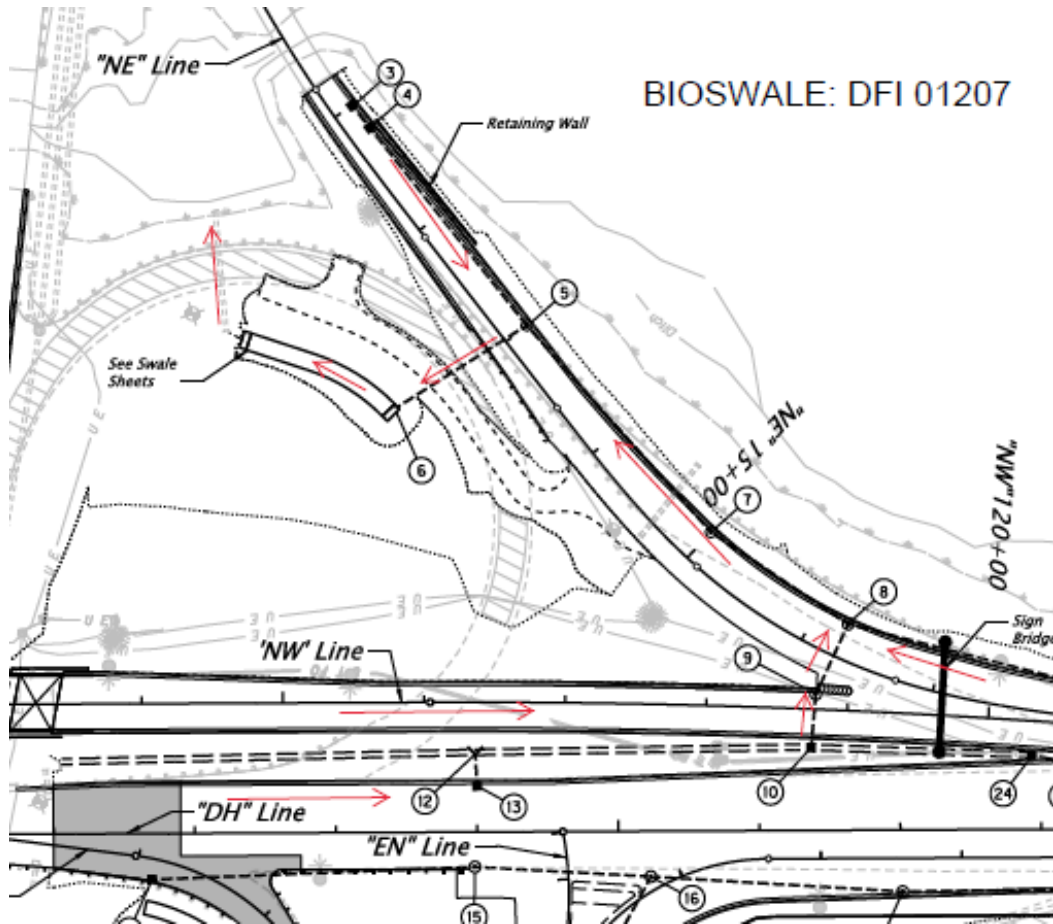 "NE" Line
3
4
BIOSWALE: DFI 01207
Retaining Wall
5
Ditch
See Swale
Sheets
6
"NE" 15+00
7
"NW"120+00
8
Sign
Bridge
9
'NW' Line
10
12
13
24
"DH" Line
"EN" Line
15
16